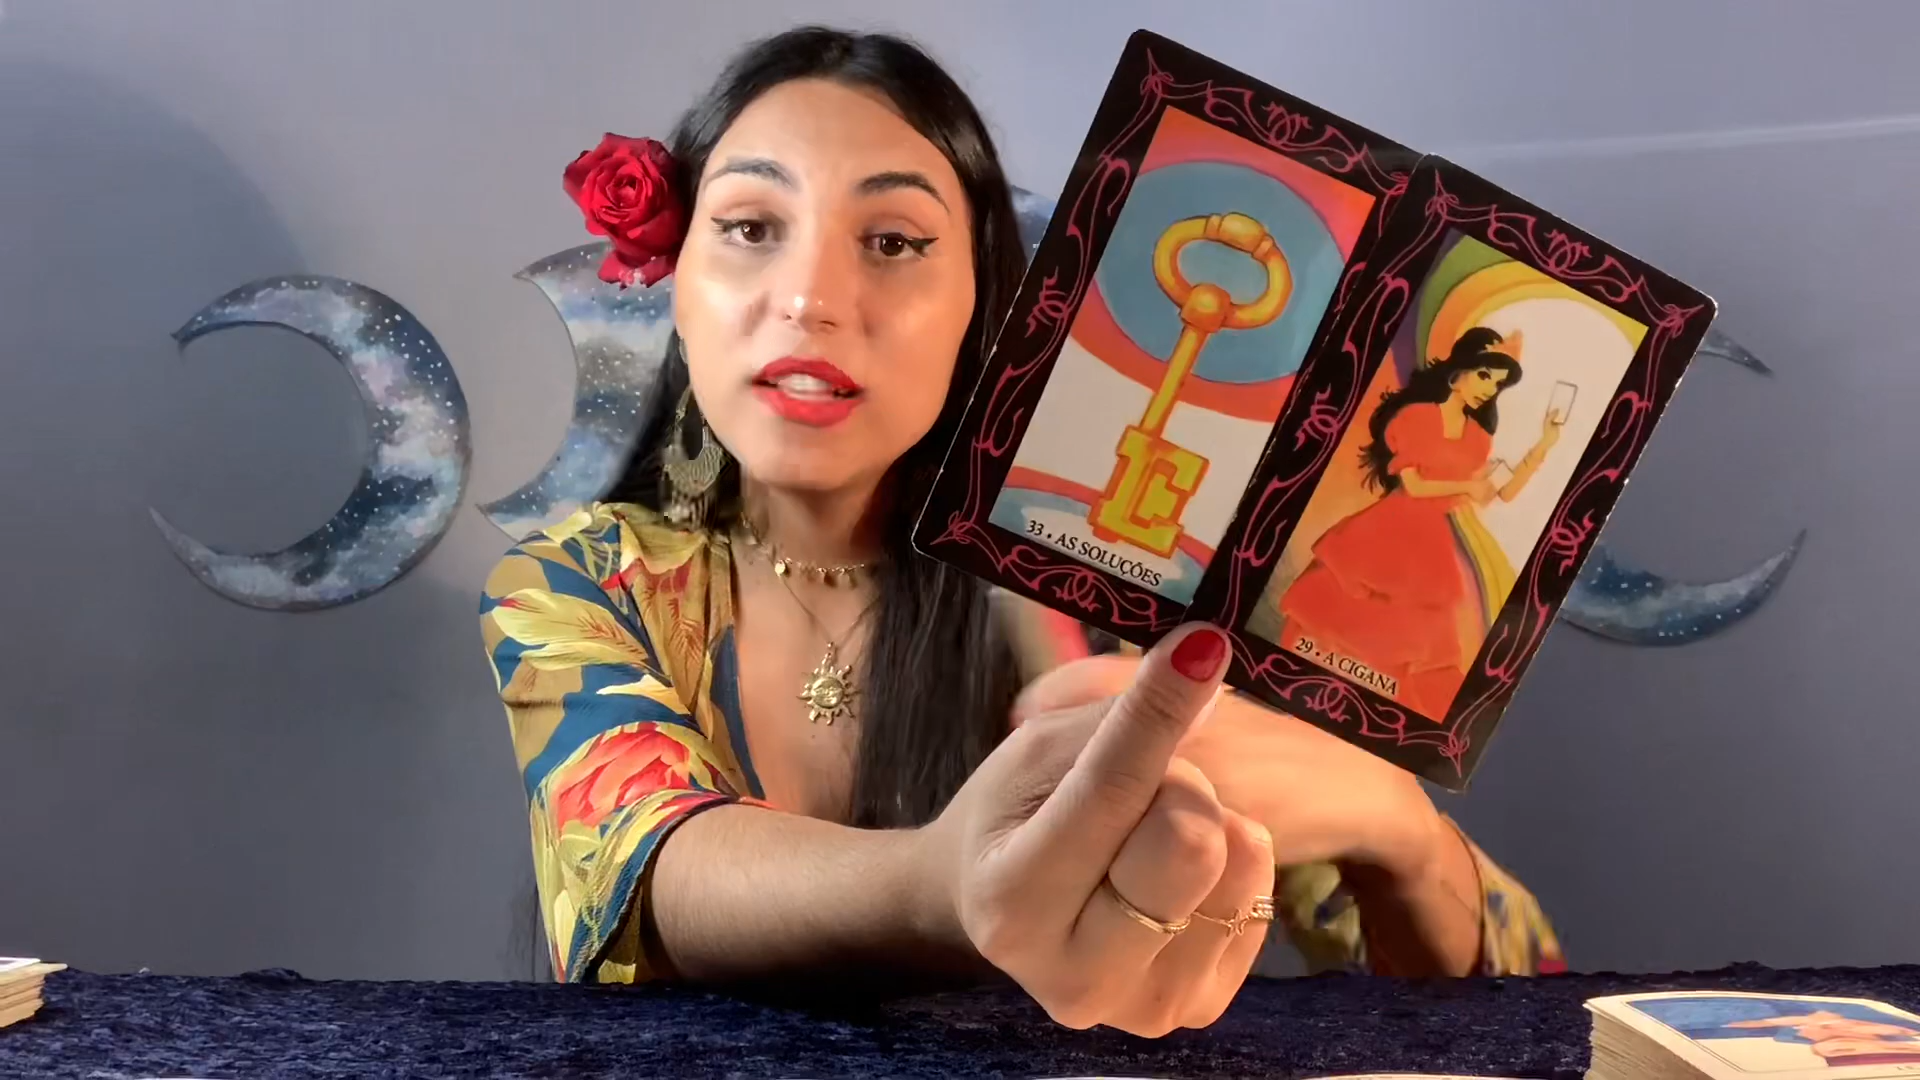 33 • AS SOLUÇÕES
29 • A CIGANA